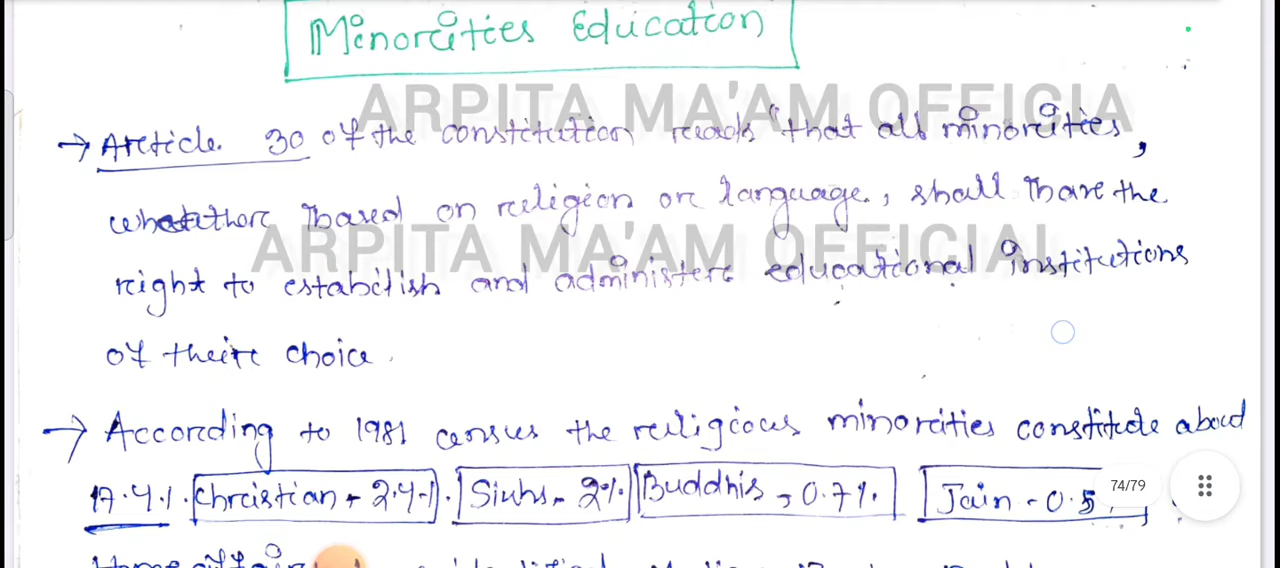 Minorities Education
ARPITA MA'AM OFFICIA
→ Article 30 of the constitution reads "that all minorities,
whether based on religion or language, shall have the
ARPITA MA'AM OFFICIAL
right to establish and administer educational institutions
of their choice.
→ According to 1981 census the religious minorities constitute about
17.4%. Christian - 2.4%. Sikhs - 2% Buddhis, 0.7%. Jain - 0.5
74/79